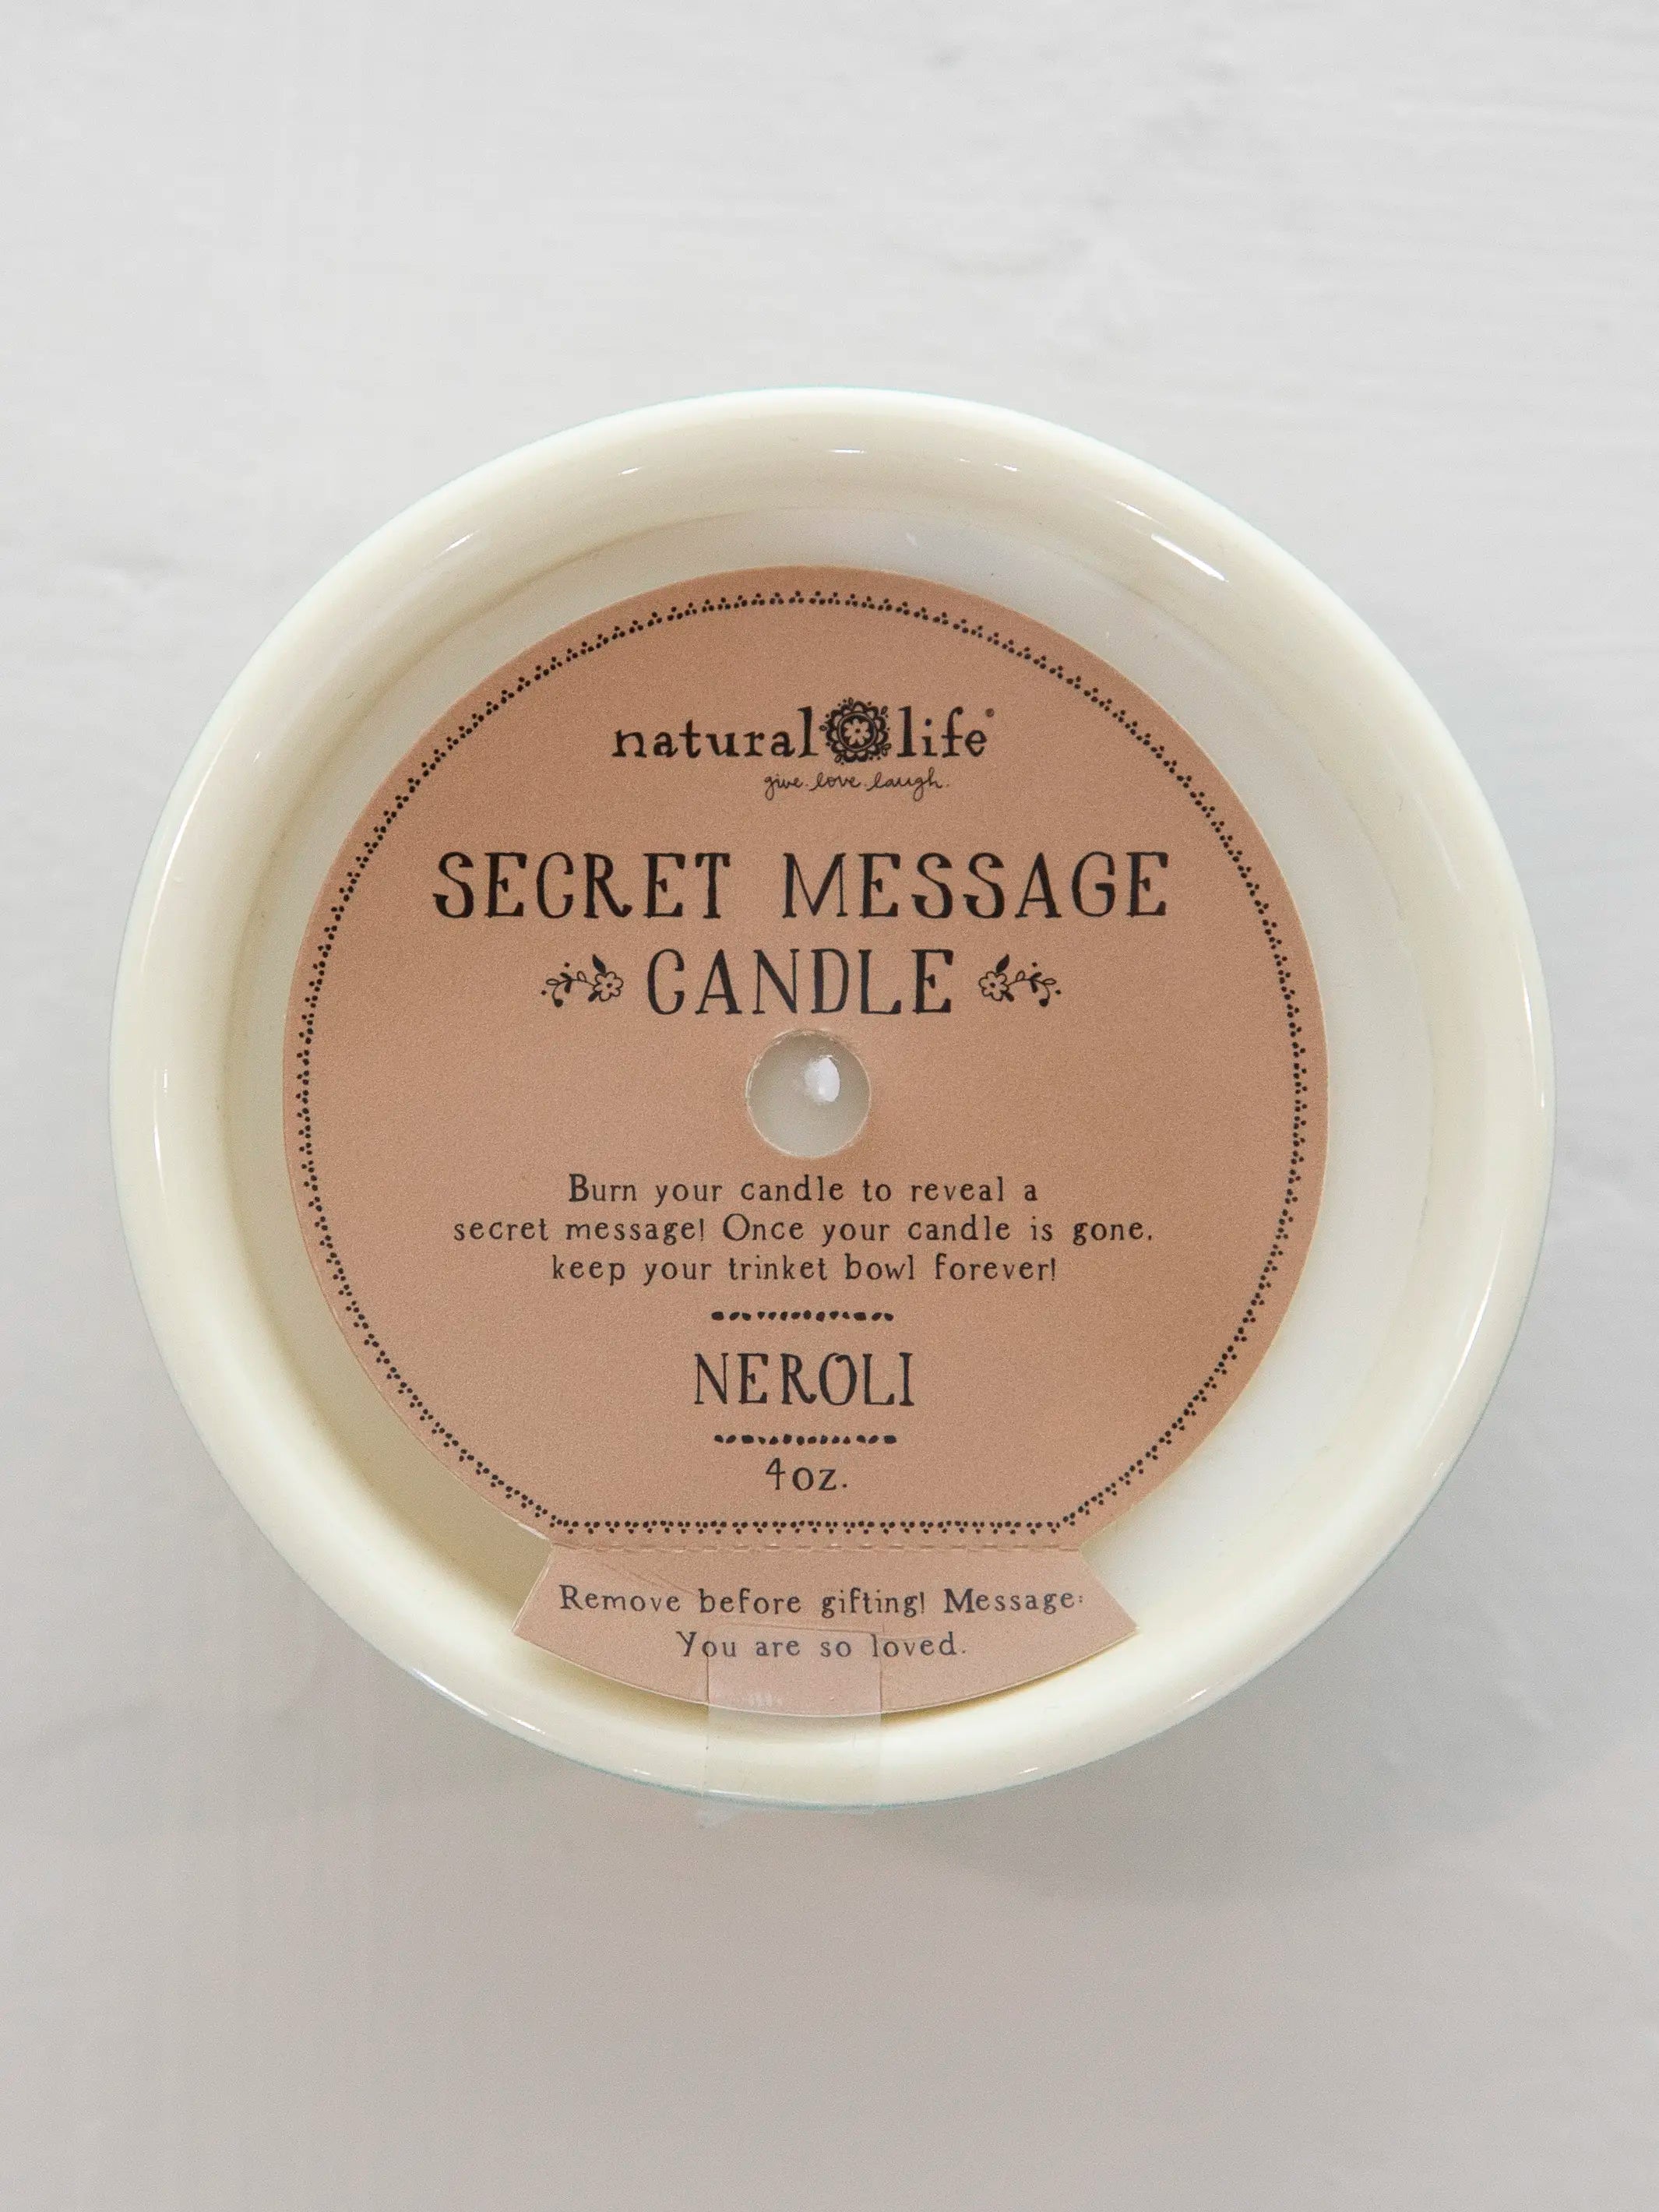 natural life®
give.love.laugh.
SECRET MESSAGE
CANDLE
Burn your candle to reveal a
secret message! Once your candle is gone,
keep your trinket bowl forever!
NEROLI
4oz.
Remove before gifting! Message:
You are so loved.